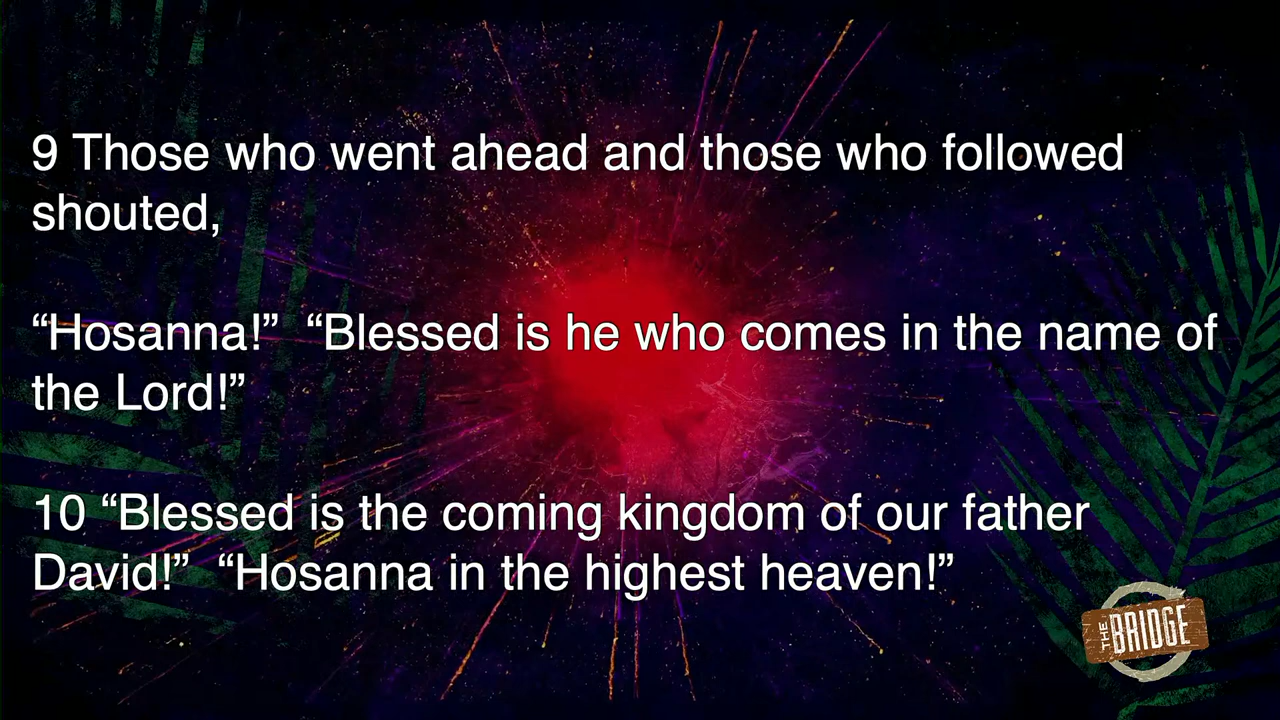 9 Those who went ahead and those who followed
shouted,
“Hosanna!”  “Blessed is he who comes in the name of
the Lord!”
10 “Blessed is the coming kingdom of our father
David!”  “Hosanna in the highest heaven!”
THE BRIDGE